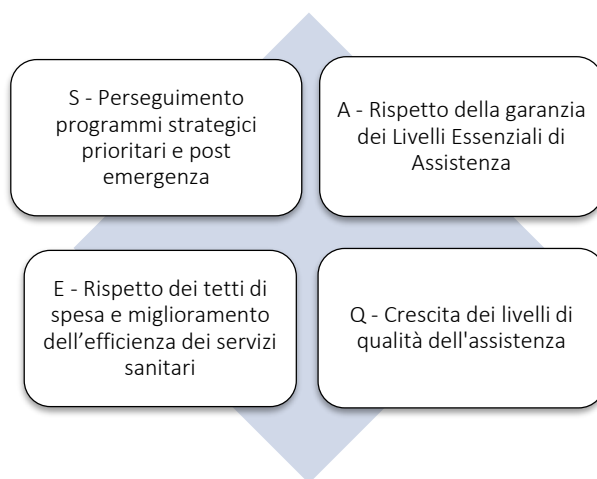 S - Perseguimento
programmi strategici
prioritari e post
emergenza
A - Rispetto della garanzia
dei Livelli Essenziali di
Assistenza
E - Rispetto dei tetti di
spesa e miglioramento
dell’efficienza dei servizi
sanitari
Q - Crescita dei livelli di
qualità dell'assistenza